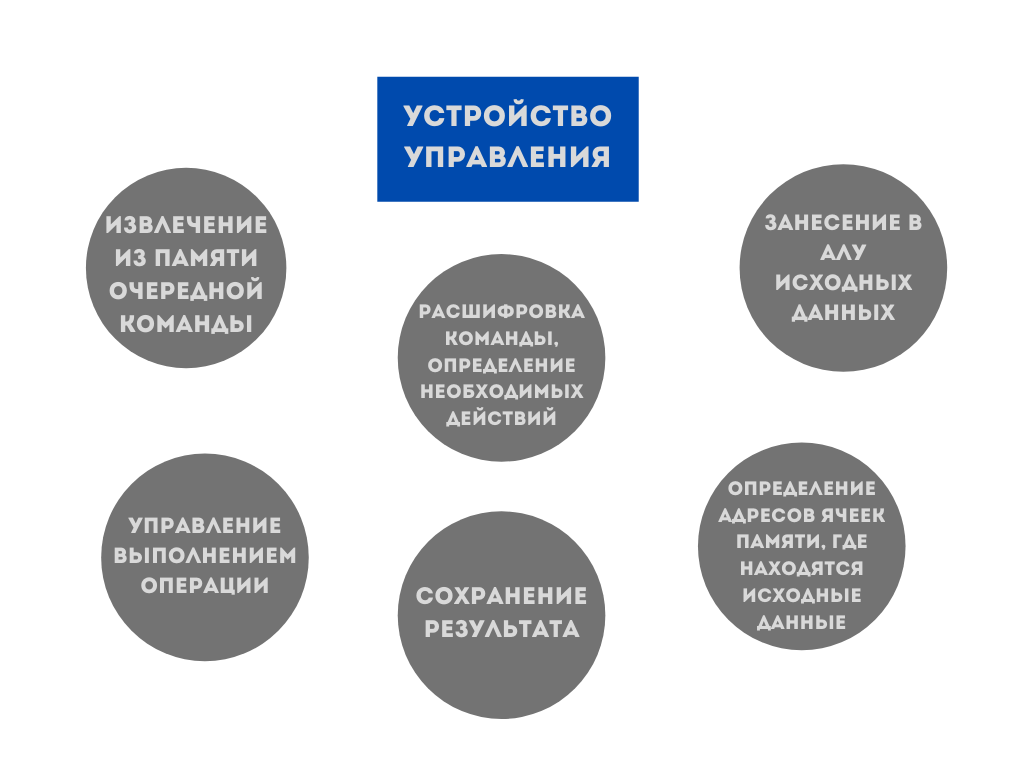 УСТРОЙСТВО
УПРАВЛЕНИЯ
ИЗВЛЕЧЕНИЕ
ИЗ ПАМЯТИ
ОЧЕРЕДНОЙ
КОМАНДЫ
РАСШИФРОВКА
КОМАНДЫ,
ОПРЕДЕЛЕНИЕ
НЕОБХОДИМЫХ
ДЕЙСТВИЙ
ЗАНЕСЕНИЕ В
АЛУ
ИСХОДНЫХ
ДАННЫХ
УПРАВЛЕНИЕ
ВЫПОЛНЕНИЕМ
ОПЕРАЦИИ
СОХРАНЕНИЕ
РЕЗУЛЬТАТА
ОПРЕДЕЛЕНИЕ
АДРЕСОВ ЯЧЕЕК
ПАМЯТИ, ГДЕ
НАХОДЯТСЯ
ИСХОДНЫЕ
ДАННЫЕ